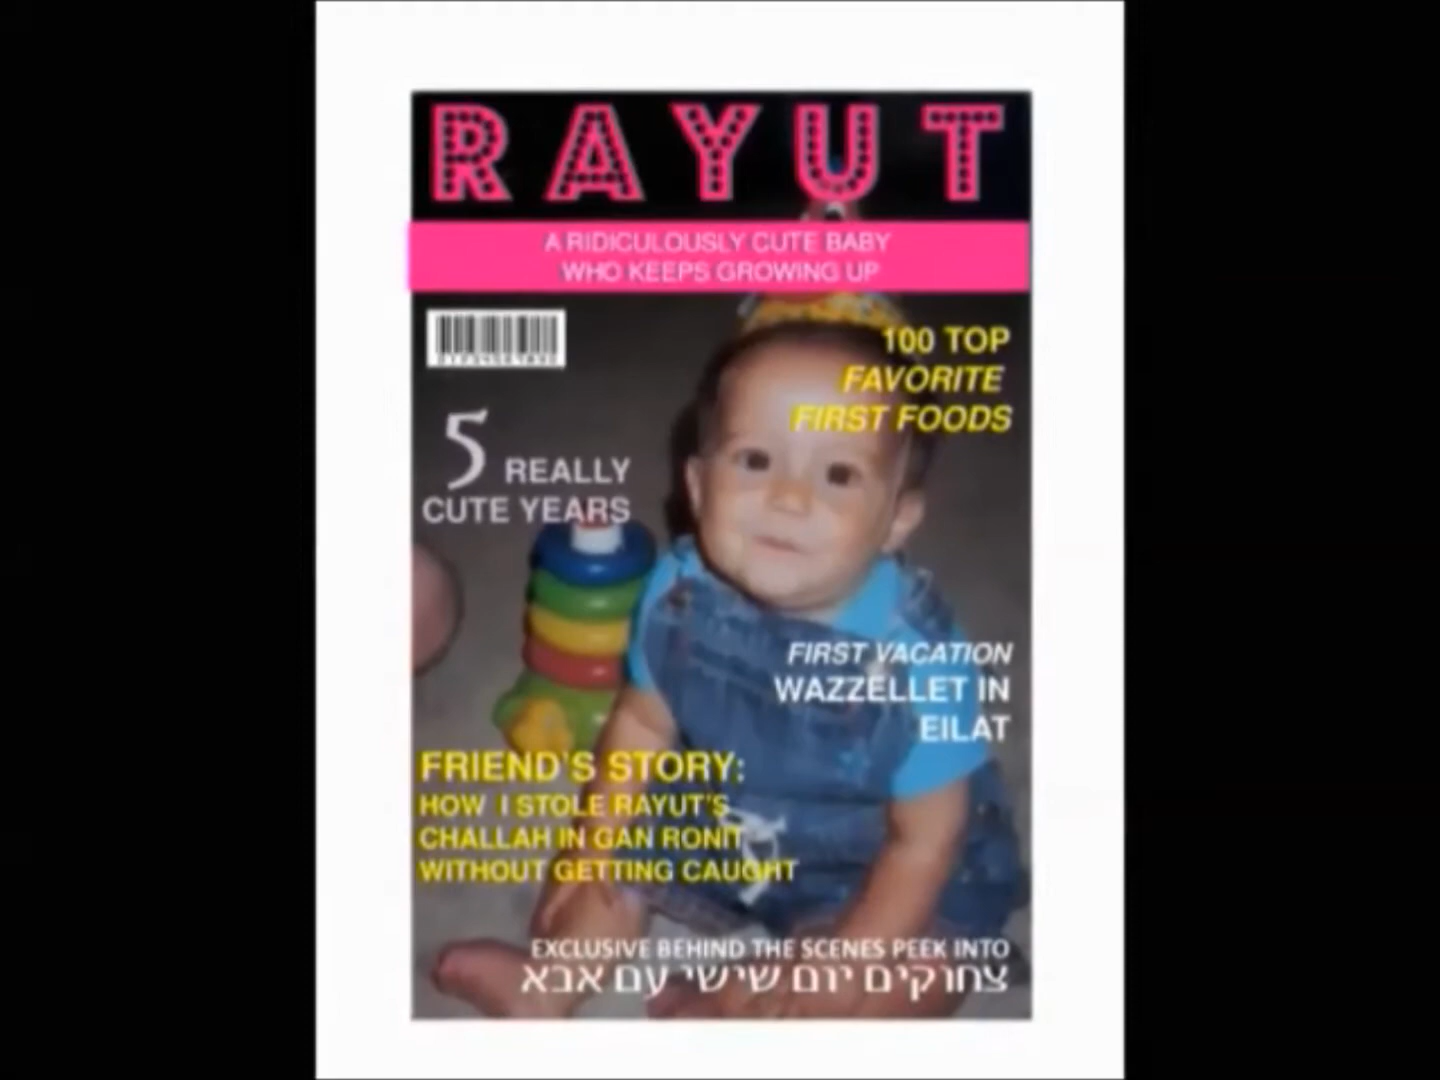 RAYUT
A RIDICULOUSLY CUTE BABY
WHO KEEPS GROWING UP
100 TOP
FAVORITE
FIRST FOODS
5 REALLY
CUTE YEARS
FIRST VACATION
WAZZELLET IN
EILAT
FRIEND'S STORY:
HOW I STOLE RAYUT'S
CHALLAH IN GAN RONIT
WITHOUT GETTING CAUGHT
EXCLUSIVE BEHIND THE SCENES PEEK INTO
צחוקים יום שישי עם אבא